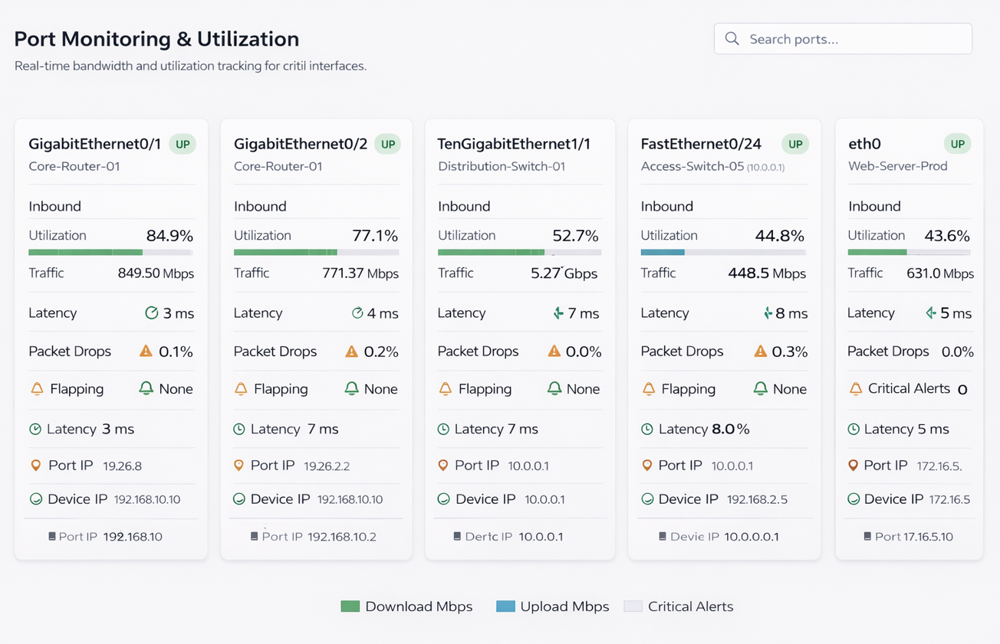 Port Monitoring & Utilization
Search ports...
Real-time bandwidth and utilization tracking for critil interfaces.
GigabitEthernet0/1 UP
Core-Router-01
Inbound
Utilization 84.9%
Traffic 849.50 Mbps
Latency 3 ms
Packet Drops 0.1%
Flapping None
Latency 3 ms
Port IP 19.26.8
Device IP 192.168.10.10
Port IP 192.168.10
GigabitEthernet0/2 UP
Core-Router-01
Inbound
Utilization 77.1%
Traffic 771.37 Mbps
Latency 4 ms
Packet Drops 0.2%
Flapping None
Latency 7 ms
Port IP 19.26.2.2
Device IP 192.168.10.10
Port IP 192.168.10.2
TenGigabitEthernet1/1
Distribution-Switch-01
Inbound
Utilization 52.7%
Traffic 5.27 Gbps
Latency 7 ms
Packet Drops 0.0%
Flapping None
Latency 7 ms
Port IP 10.0.0.1
Device IP 10.0.0.1
Dertc IP 10.0.0.1
FastEthernet0/24 UP
Access-Switch-05 (10.0.0.1)
Inbound
Utilization 44.8%
Traffic 448.5 Mbps
Latency 8 ms
Packet Drops 0.3%
Flapping None
Latency 8.0%
Port IP 10.0.0.1
Device IP 192.168.2.5
Devie IP 10.0.0.0.1
eth0 UP
Web-Server-Prod
Inbound
Utilization 43.6%
Traffic 631.0 Mbps
Latency 5 ms
Packet Drops 0.0%
Critical Alerts 0
Latency 5 ms
Port IP 172.16.5.
Device IP 172.16.5
Port 17.16.5.10
Download Mbps Upload Mbps Critical Alerts